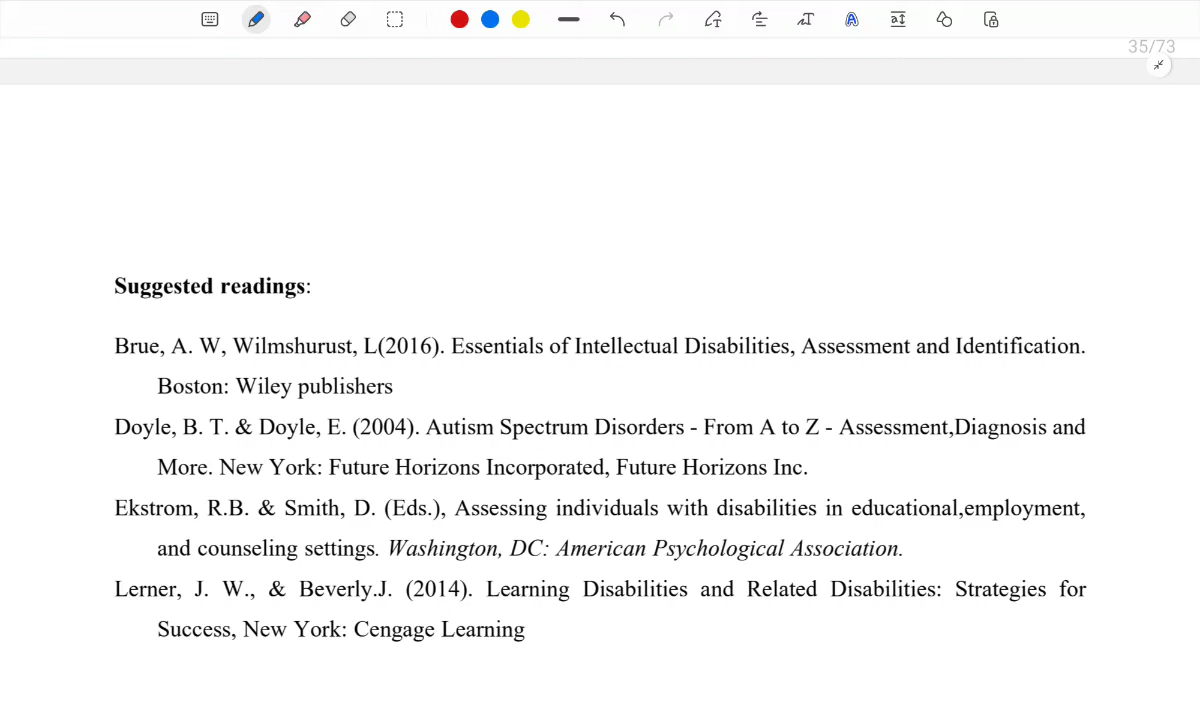 35/73
Suggested readings:
Brue, A. W, Wilmshurust, L(2016). Essentials of Intellectual Disabilities, Assessment and Identification.
Boston: Wiley publishers
Doyle, B. T. & Doyle, E. (2004). Autism Spectrum Disorders - From A to Z - Assessment,Diagnosis and
More. New York: Future Horizons Incorporated, Future Horizons Inc.
Ekstrom, R.B. & Smith, D. (Eds.), Assessing individuals with disabilities in educational,employment,
and counseling settings. Washington, DC: American Psychological Association.
Lerner, J. W., & Beverly.J. (2014). Learning Disabilities and Related Disabilities: Strategies for
Success, New York: Cengage Learning